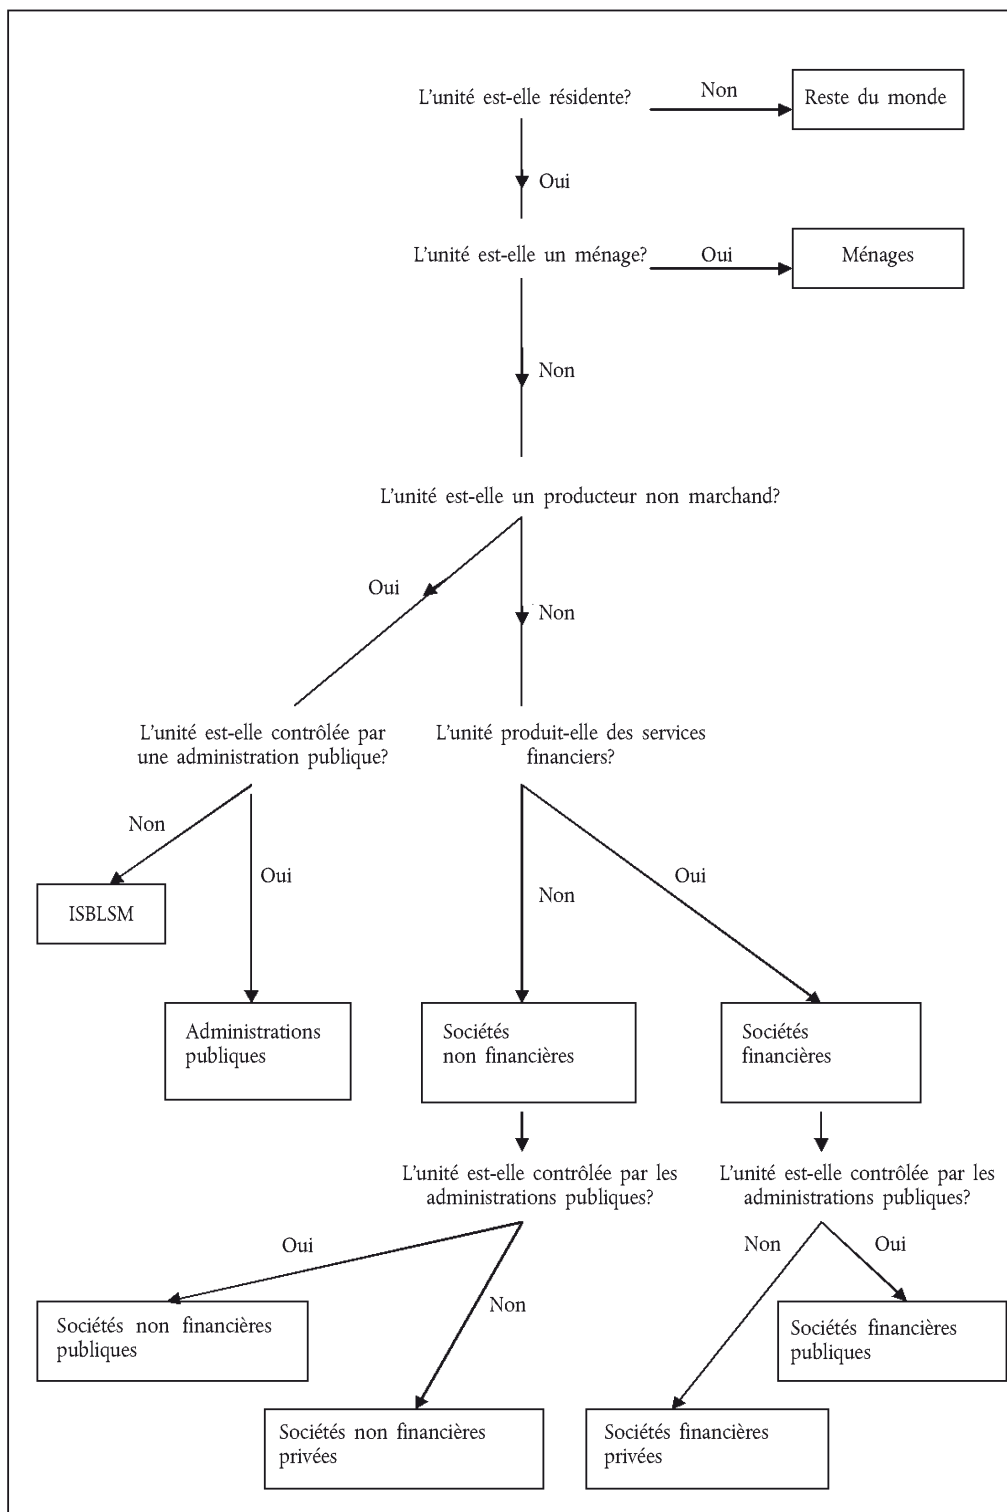 L'unité est-elle résidente?
Non
Reste du monde
Oui
L'unité est-elle un ménage?
Oui
Ménages
Non
L'unité est-elle un producteur non marchand?
Oui
Non
L'unité est-elle contrôlée par
une administration publique?
L'unité produit-elle des services
financiers?
Non
Oui
Non
Oui
ISBLSM
Administrations
publiques
Sociétés
non financières
Sociétés
financières
L'unité est-elle contrôlée par les
administrations publiques?
L'unité est-elle contrôlée par les
administrations publiques?
Oui
Non
Non
Oui
Sociétés non financières
publiques
Sociétés financières
publiques
Sociétés non financières
privées
Sociétés financières
privées